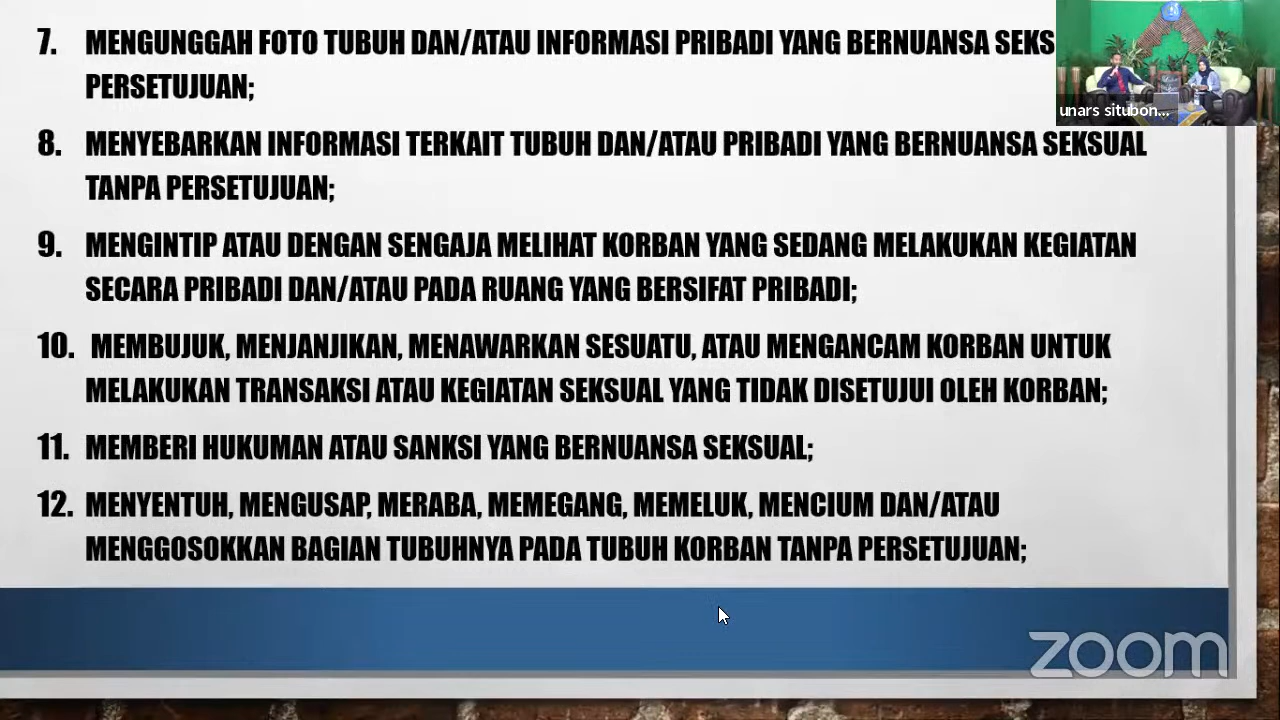 7. MENGUNGGAH FOTO TUBUH DAN/ATAU INFORMASI PRIBADI YANG BERNUANSA SEKS
PERSETUJUAN;
unars situbon...
8. MENYEBARKAN INFORMASI TERKAIT TUBUH DAN/ATAU PRIBADI YANG BERNUANSA SEKSUAL
TANPA PERSETUJUAN;
9. MENGINTIP ATAU DENGAN SENGAJA MELIHAT KORBAN YANG SEDANG MELAKUKAN KEGIATAN
SECARA PRIBADI DAN/ATAU PADA RUANG YANG BERSIFAT PRIBADI;
10. MEMBUJUK, MENJANJIKAN, MENAWARKAN SESUATU, ATAU MENGANCAM KORBAN UNTUK
MELAKUKAN TRANSAKSI ATAU KEGIATAN SEKSUAL YANG TIDAK DISETUJUI OLEH KORBAN;
11. MEMBERI HUKUMAN ATAU SANKSI YANG BERNUANSA SEKSUAL;
12. MENYENTUH, MENGUSAP, MERABA, MEMEGANG, MEMELUK, MENCIUM DAN/ATAU
MENGGOSOKKAN BAGIAN TUBUHNYA PADA TUBUH KORBAN TANPA PERSETUJUAN;
zoom